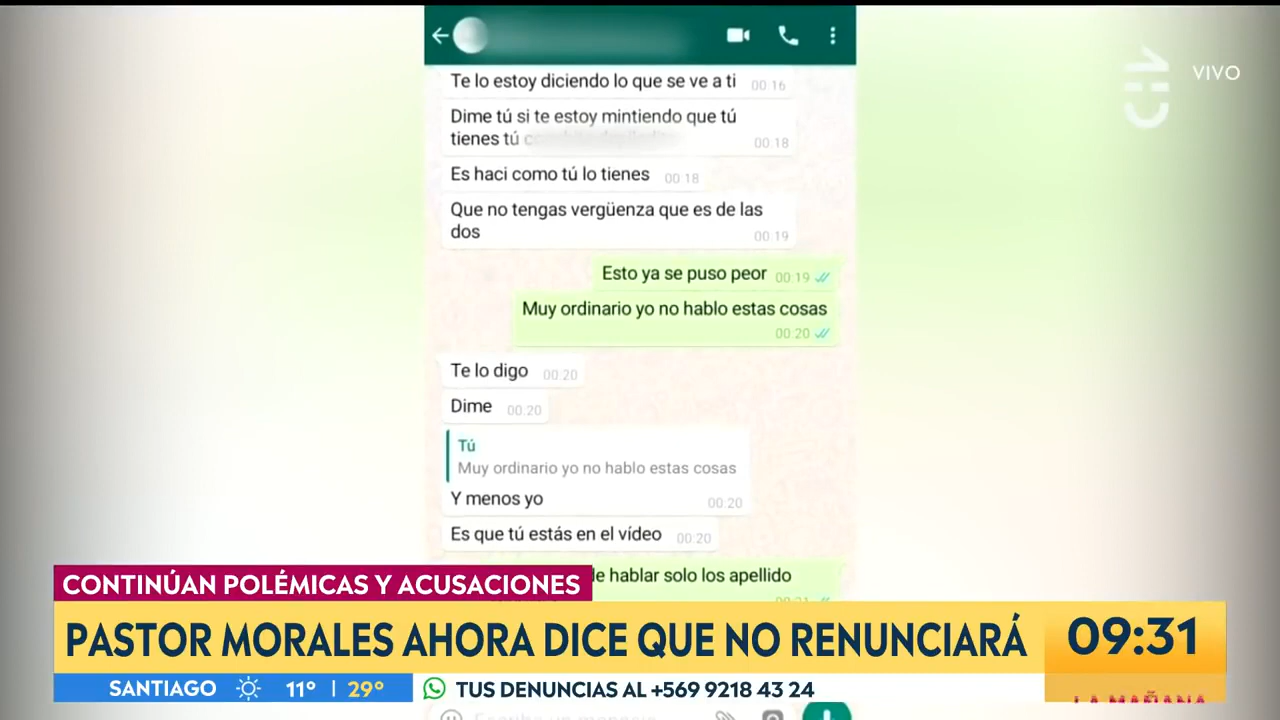 CHV
VIVO
Te lo estoy diciendo lo que se ve a ti 00:16
Dime tú si te estoy mintiendo que tú
tienes tú
00:18
Es haci como tú lo tienes 00:18
Que no tengas vergüenza que es de las
dos 00:19
Esto ya se puso peor 00:19
Muy ordinario yo no hablo estas cosas
00:20
Te lo digo 00:20
Dime 00:20
Tú
Muy ordinario yo no hablo estas cosas
Y menos yo 00:20
Es que tú estás en el vídeo 00:20
hablar solo los apellido
CONTINÚAN POLÉMICAS Y ACUSACIONES
PASTOR MORALES AHORA DICE QUE NO RENUNCIARÁ
09:31
SANTIAGO 11° | 29°
TUS DENUNCIAS AL +569 9218 43 24
LA MAÑANA